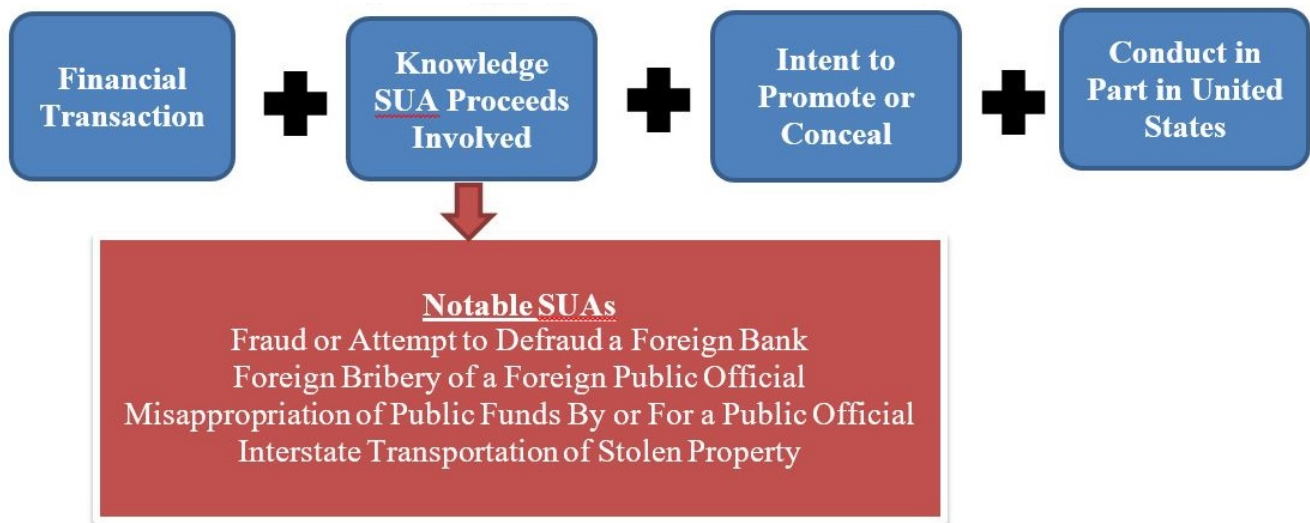 Financial
Transaction
Knowledge
SUA Proceeds
Involved
Intent to
Promote or
Conceal
Conduct in
Part in United
States
Notable SUAs
Fraud or Attempt to Defraud a Foreign Bank
Foreign Bribery of a Foreign Public Official
Misappropriation of Public Funds By or For a Public Official
Interstate Transportation of Stolen Property